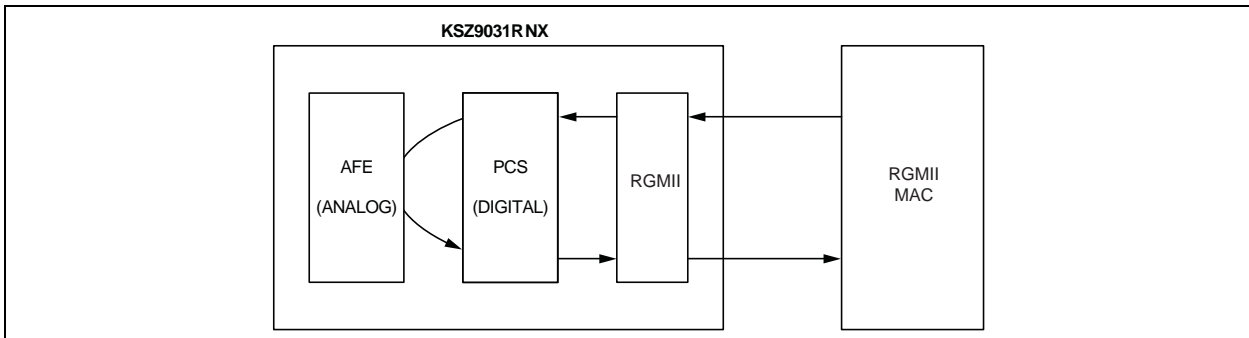 KSZ9031RNX
AFE
(ANALOG)
PCS
(DIGITAL)
RGMII
RGMII
MAC